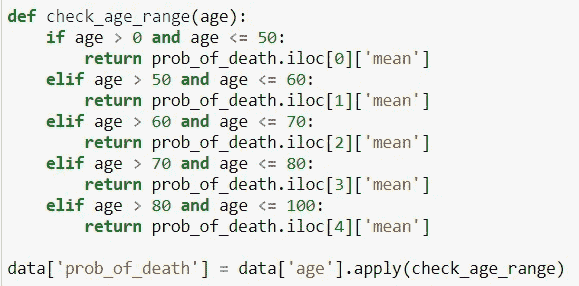 def check_age_range(age):
    if age > 0 and age <= 50:
        return prob_of_death.iloc[0]['mean']
    elif age > 50 and age <= 60:
        return prob_of_death.iloc[1]['mean']
    elif age > 60 and age <= 70:
        return prob_of_death.iloc[2]['mean']
    elif age > 70 and age <= 80:
        return prob_of_death.iloc[3]['mean']
    elif age > 80 and age <= 100:
        return prob_of_death.iloc[4]['mean']
data['prob_of_death'] = data['age'].apply(check_age_range)